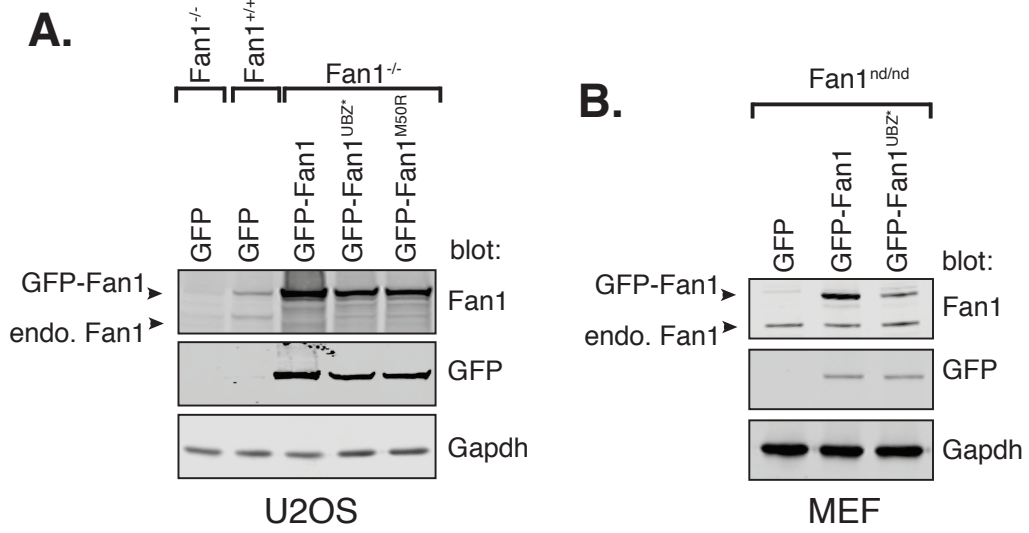 A.
Fan1-/-
Fan1+/+
Fan1-/-
GFP
GFP
GFP-Fan1
GFP-Fan1UBZ*
GFP-Fan1M50R
blot:
GFP-Fan1
endo. Fan1
Fan1
GFP
Gapdh
U2OS
B.
Fan1nd/nd
GFP
GFP-Fan1
GFP-Fan1UBZ*
blot:
GFP-Fan1
endo. Fan1
Fan1
GFP
Gapdh
MEF